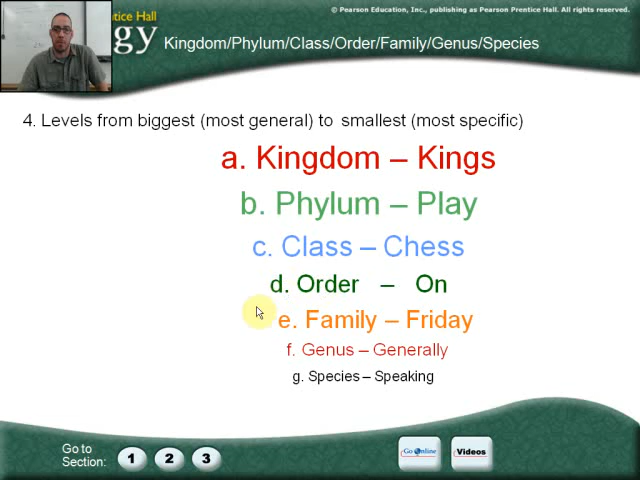 © Pearson Education, Inc., publishing as Pearson Prentice Hall. All rights reserved.
Prentice Hall
Kingdom/Phylum/Class/Order/Family/Genus/Species
4. Levels from biggest (most general) to smallest (most specific)
a. Kingdom – Kings
b. Phylum – Play
c. Class – Chess
d. Order – On
e. Family – Friday
f. Genus – Generally
g. Species – Speaking
Go to
Section:
1 2 3
Go Online
Videos